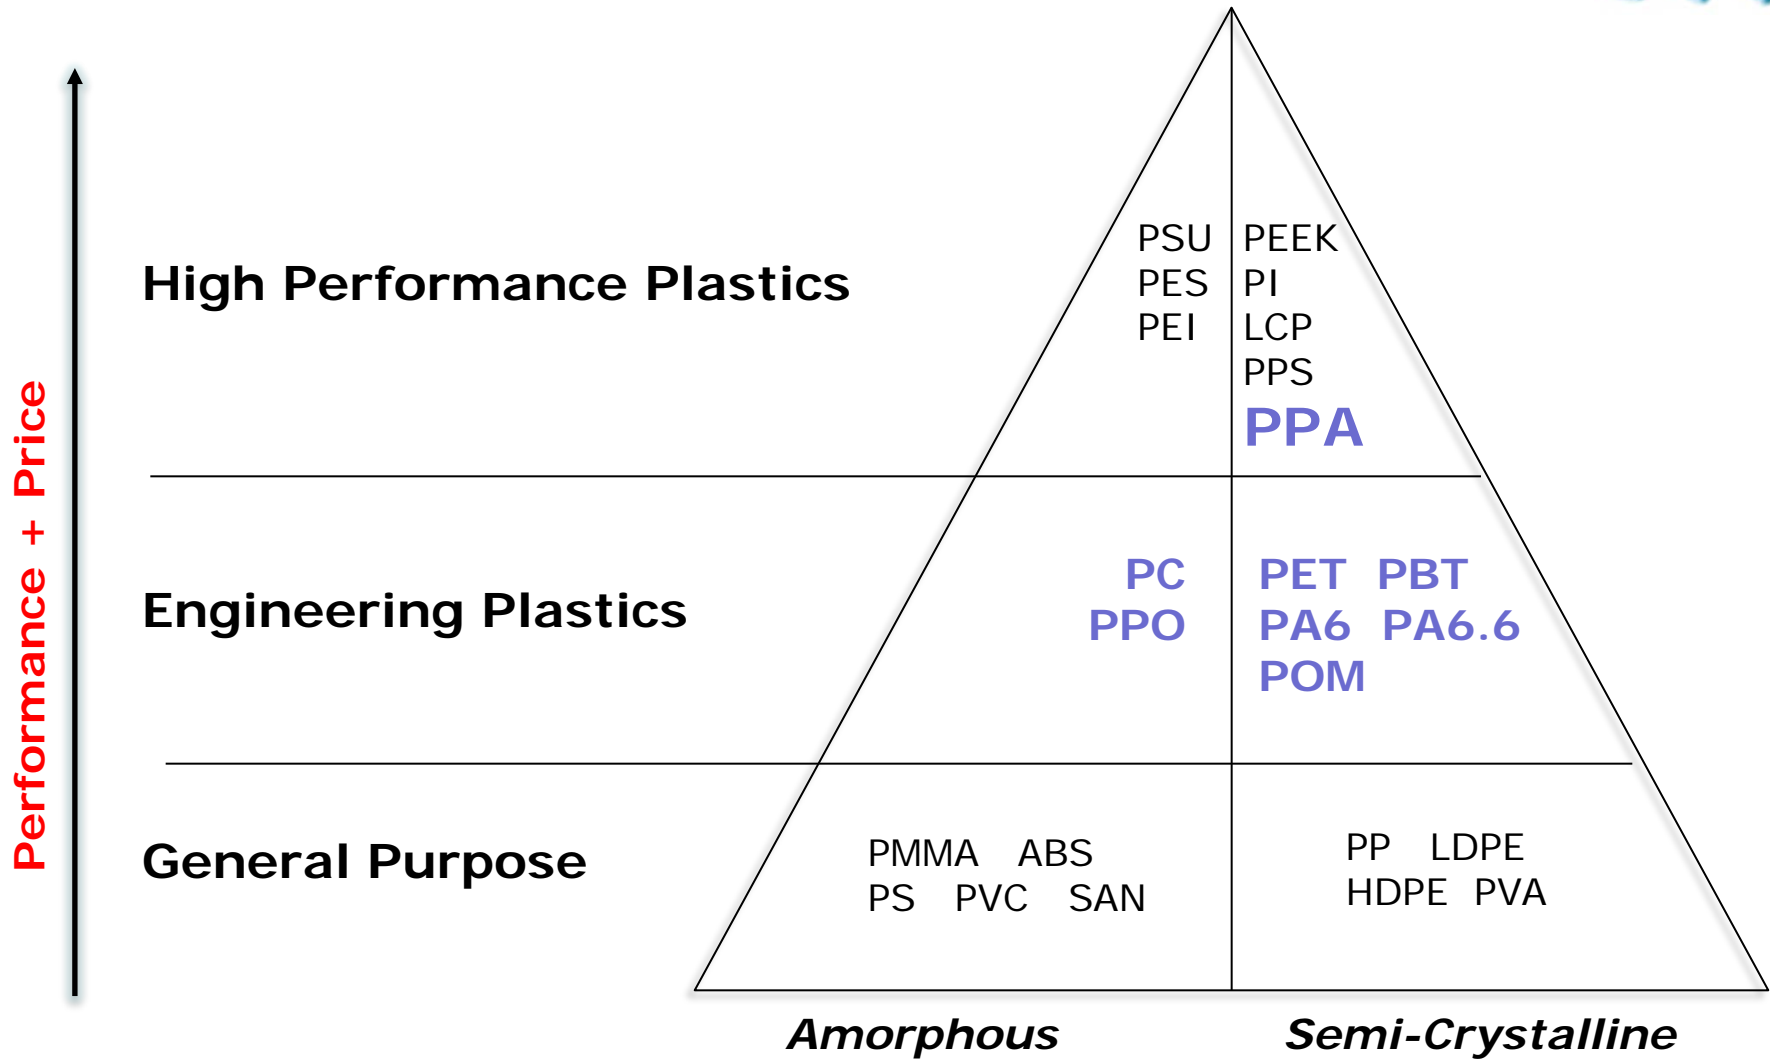 Performance + Price
High Performance Plastics
PSU PEEK
PES PI
PEI LCP
PPS
PPA
Engineering Plastics
PC PET PBT
PPO PA6 PA6.6
POM
General Purpose
PMMA ABS
PS PVC SAN
PP LDPE
HDPE PVA
Amorphous Semi-Crystalline